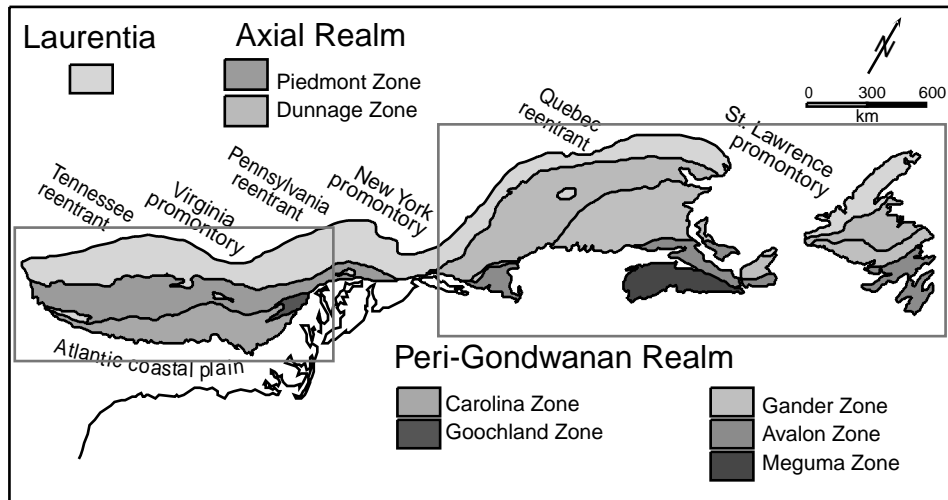 Laurentia
Axial Realm
Piedmont Zone
Dunnage Zone
N
0 300 600
km
Tennessee
reentrant
Virginia
promontory
Pennsylvania
reentrant
New York
promontory
Quebec
reentrant
St. Lawrence
promontory
Atlantic coastal plain
Peri-Gondwanan Realm
Carolina Zone
Goochland Zone
Gander Zone
Avalon Zone
Meguma Zone